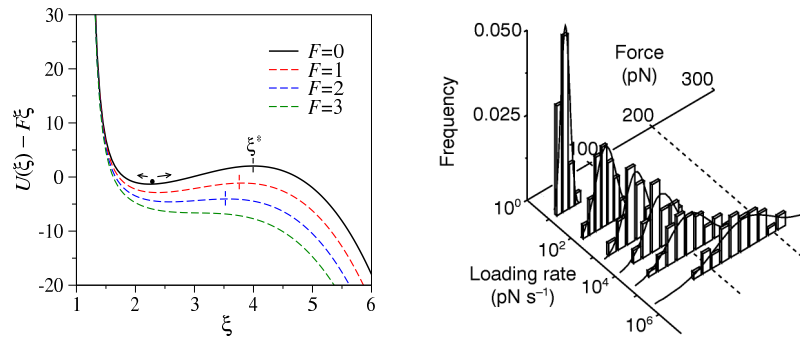 30
20
10
0
-10
-20
1
2
3
4
5
6
U(ξ) − Fξ
ξ
ξ*
F=0
F=1
F=2
F=3
0.050
0.025
Frequency
Force
(pN)
100
200
300
10⁰
10²
10⁴
10⁶
Loading rate
(pN s⁻¹)